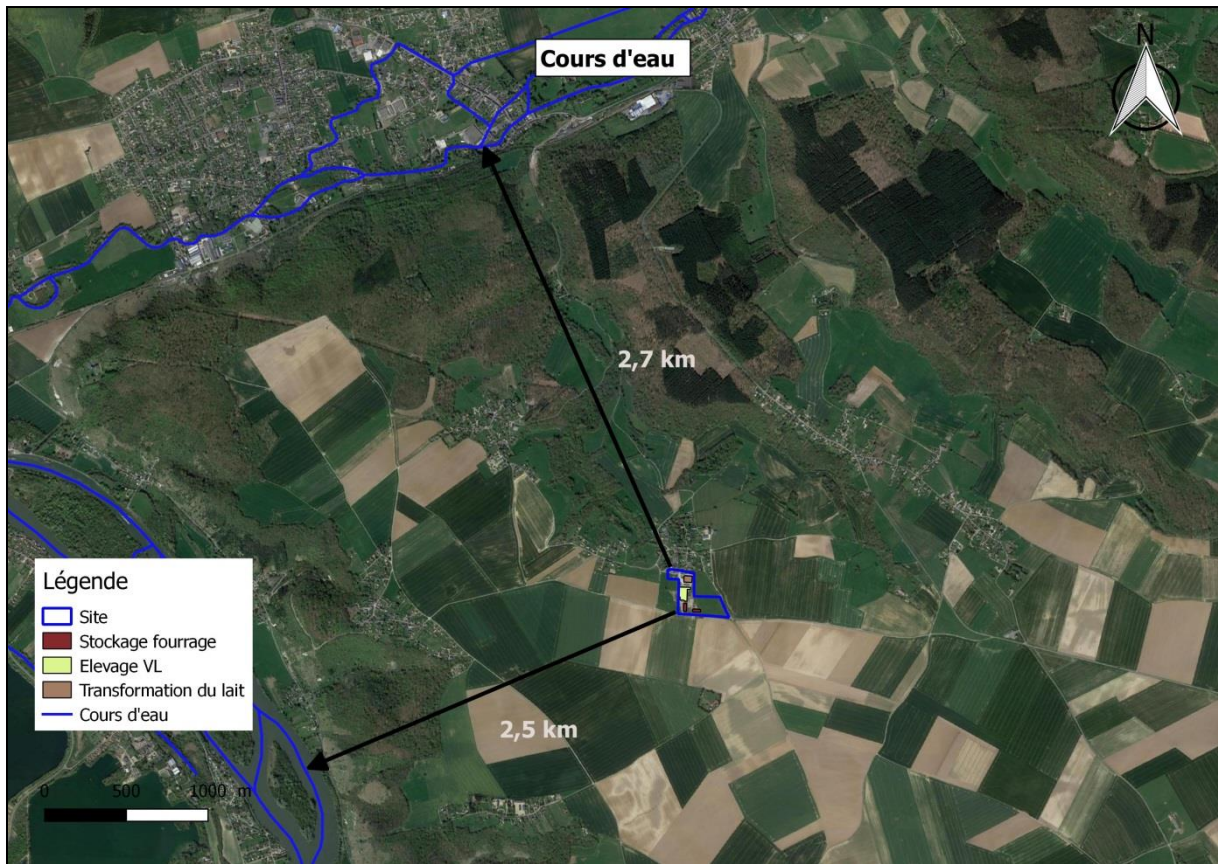 N
Cours d'eau
2,7 km
Légende
Site
Stockage fourrage
Elevage VL
Transformation du lait
Cours d'eau
2,5 km
0 500 1000 m